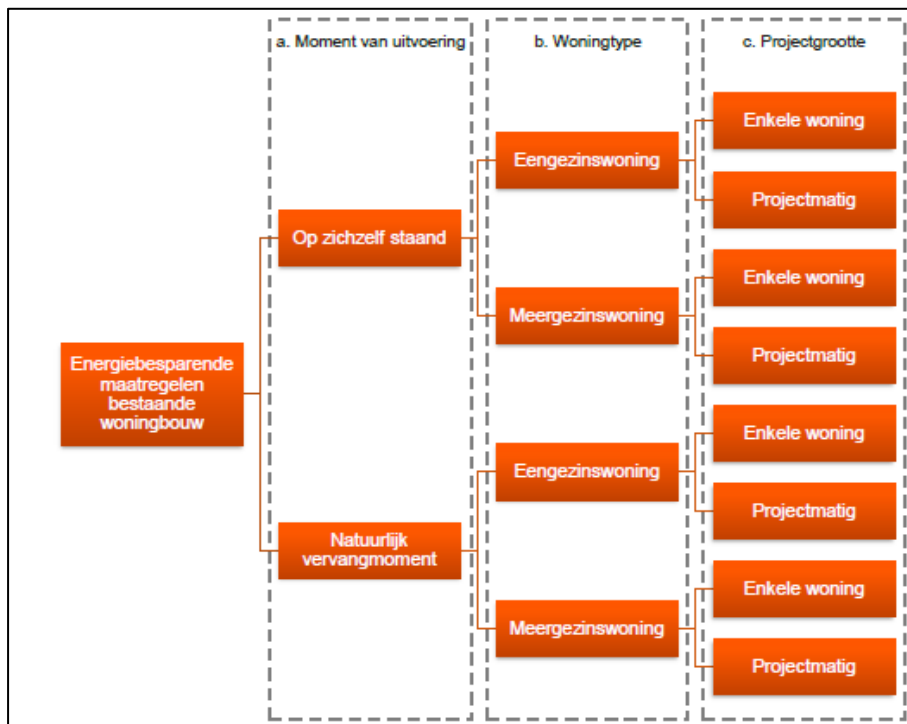 a. Moment van uitvoering
b. Woningtype
c. Projectgrootte
Energiebesparende
maatregelen
bestaande
woningbouw
Op zichzelf staand
Eengezinswoning
Enkele woning
Projectmatig
Meergezinswoning
Enkele woning
Projectmatig
Natuurlijk
vervangmoment
Eengezinswoning
Enkele woning
Projectmatig
Meergezinswoning
Enkele woning
Projectmatig